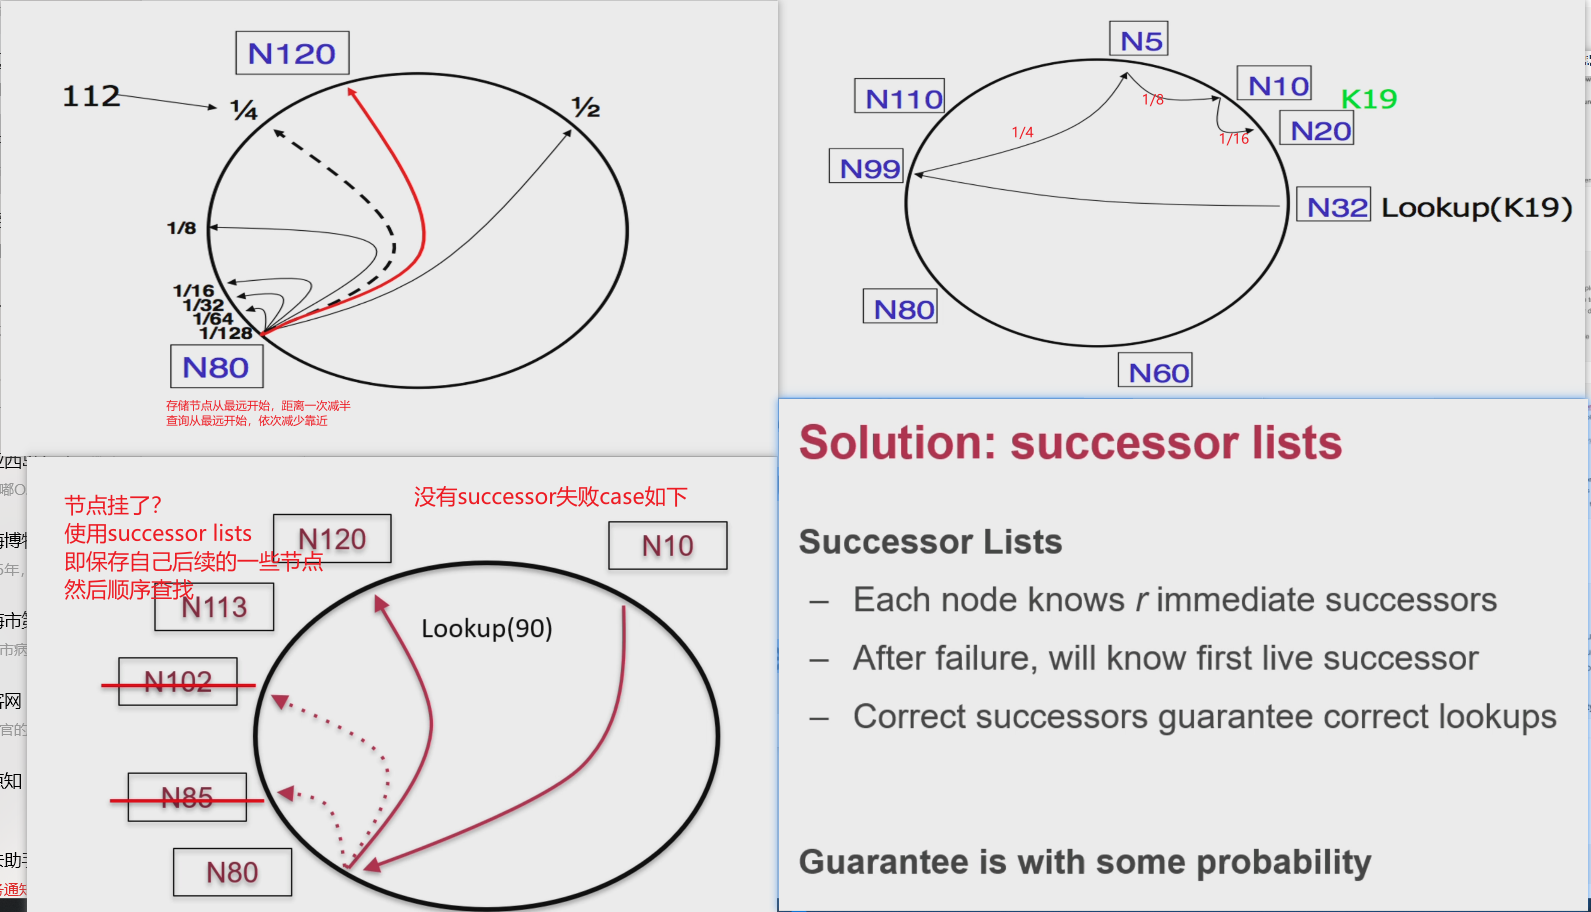 N120
112
¼
½
1/8
1/16
1/32
1/64
1/128
N80
存储节点从最远开始，距离一次减半
查询从最远开始，依次减少靠近
N5
N10
K19
N110
1/8
N20
1/4
1/16
N99
N32 Lookup(K19)
N80
N60
节点挂了？
使用successor lists
即保存自己后续的一些节点
然后顺序查找
没有successor失败case如下
N120
N10
N113
Lookup(90)
N102
N85
N80
Solution: successor lists
Successor Lists
– Each node knows r immediate successors
– After failure, will know first live successor
– Correct successors guarantee correct lookups
Guarantee is with some probability